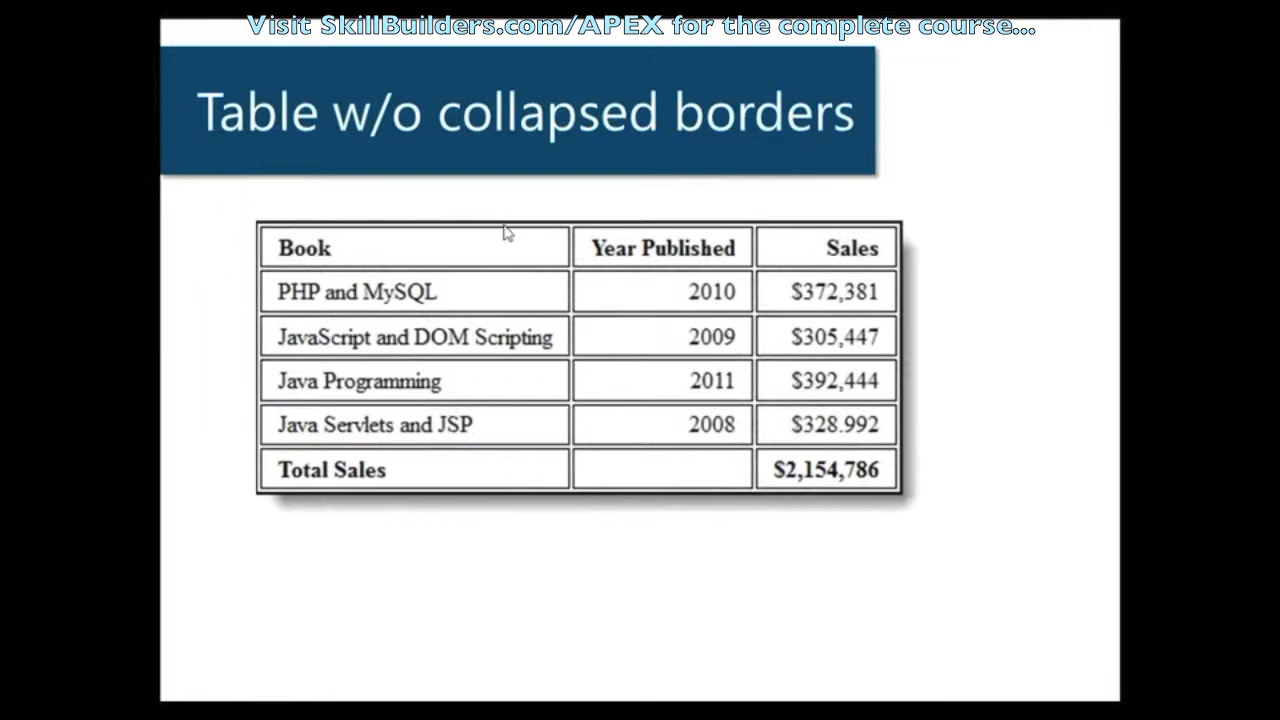 Visit SkillBuilders.com/APEX for the complete course...
Table w/o collapsed borders
Book Year Published Sales
PHP and MySQL 2010 $372,381
JavaScript and DOM Scripting 2009 $305,447
Java Programming 2011 $392,444
Java Servlets and JSP 2008 $328.992
Total Sales $2,154,786